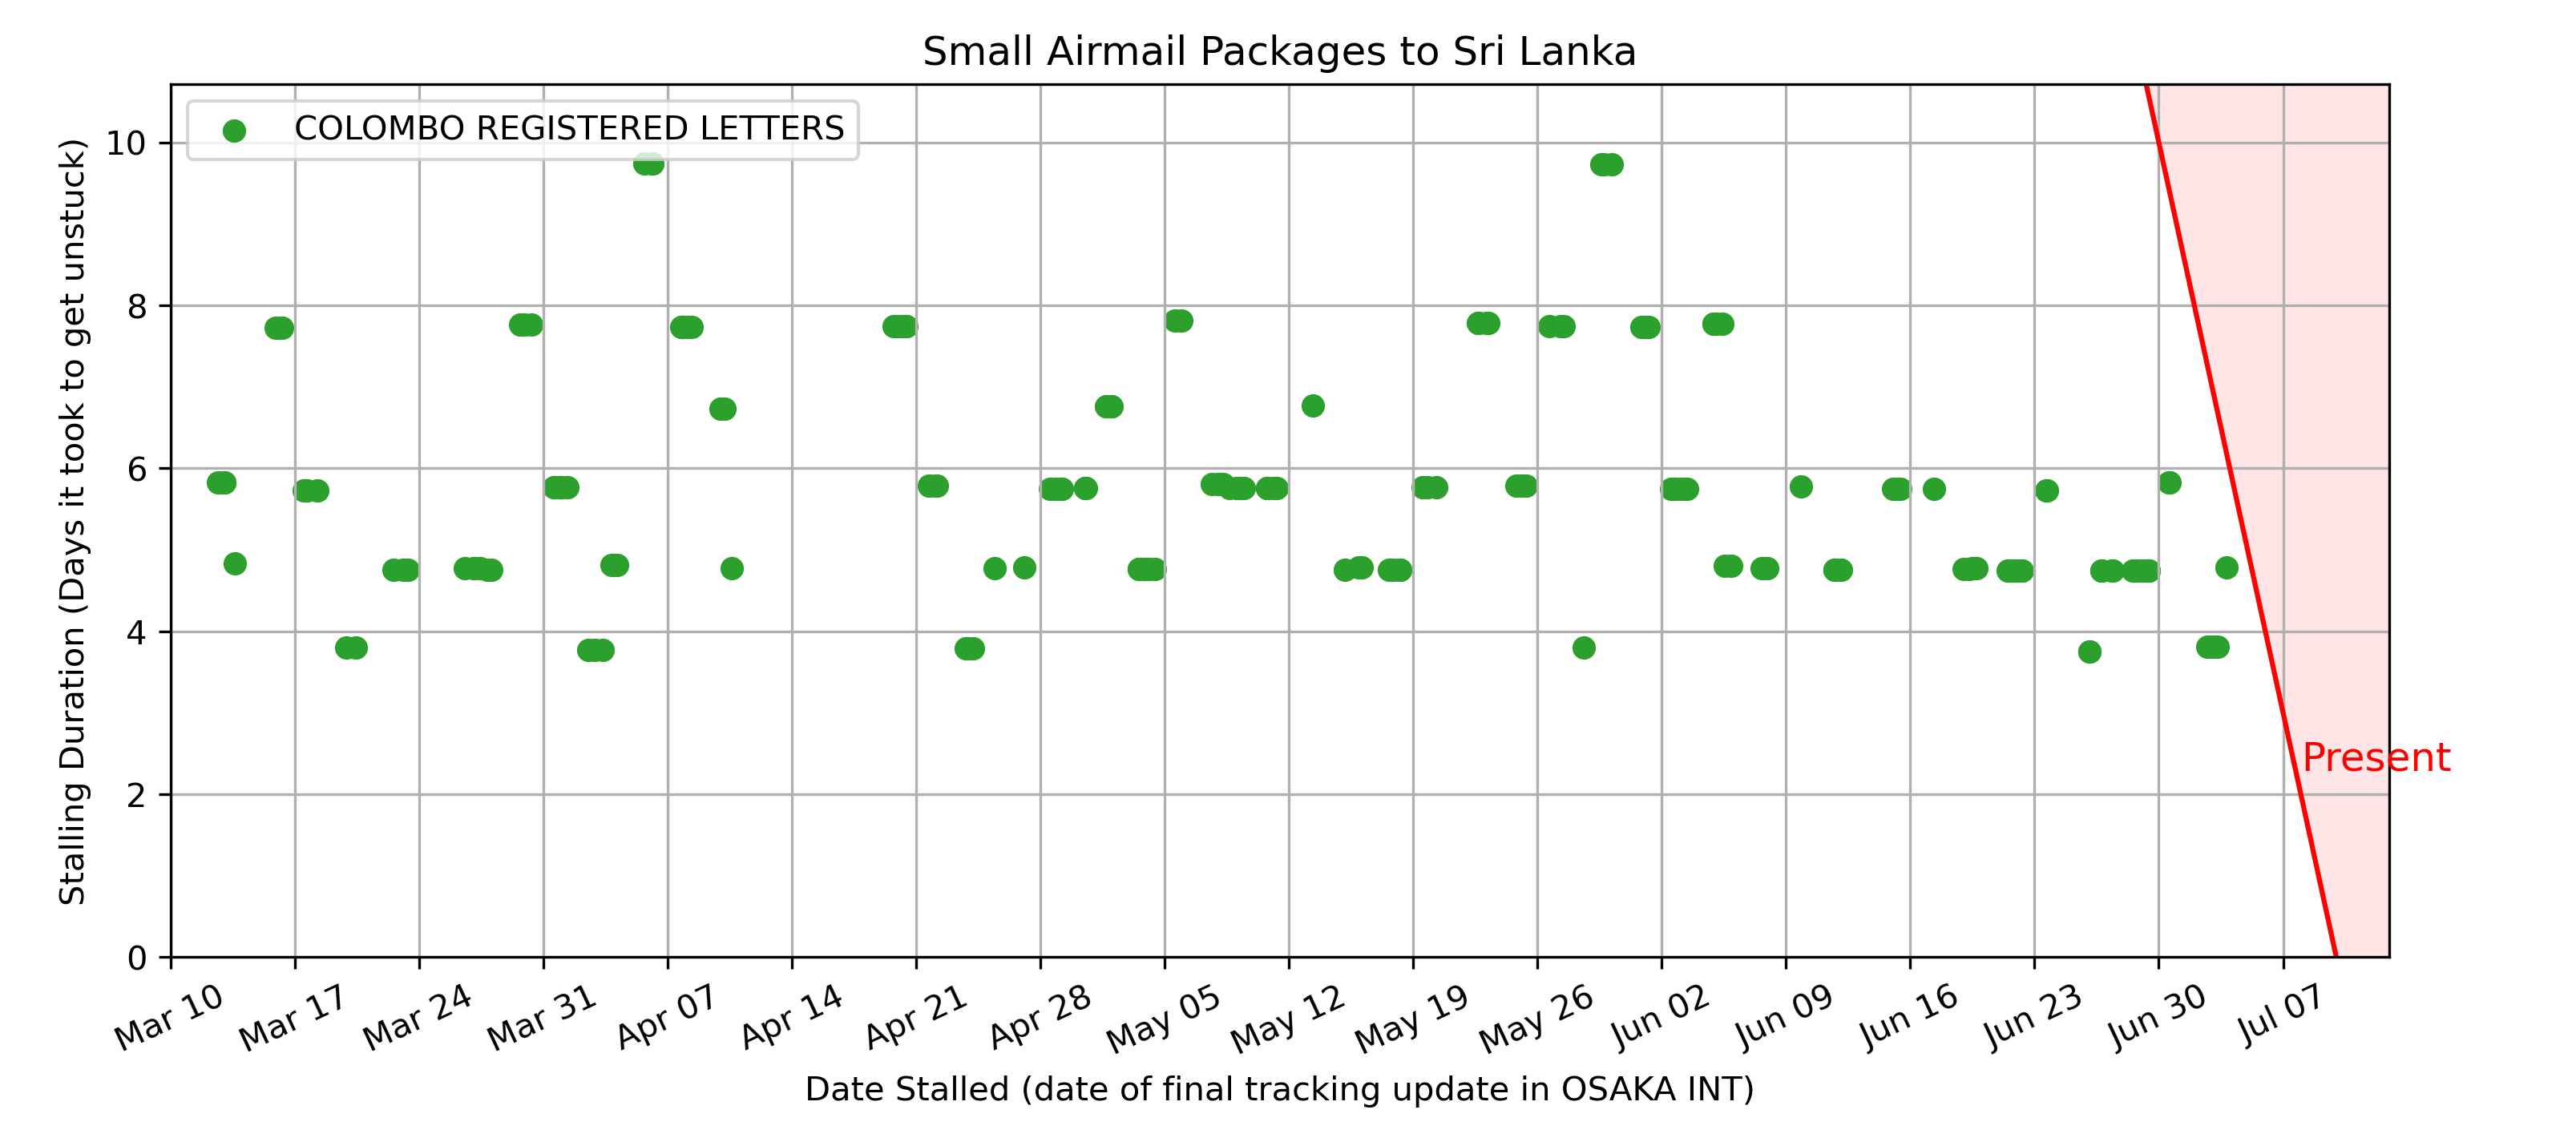 Small Airmail Packages to Sri Lanka
COLOMBO REGISTERED LETTERS
Stalling Duration (Days it took to get unstuck)
10
8
6
4
2
0
Present
Mar 10
Mar 17
Mar 24
Mar 31
Apr 07
Apr 14
Apr 21
Apr 28
May 05
May 12
May 19
May 26
Jun 02
Jun 09
Jun 16
Jun 23
Jun 30
Jul 07
Date Stalled (date of final tracking update in OSAKA INT)